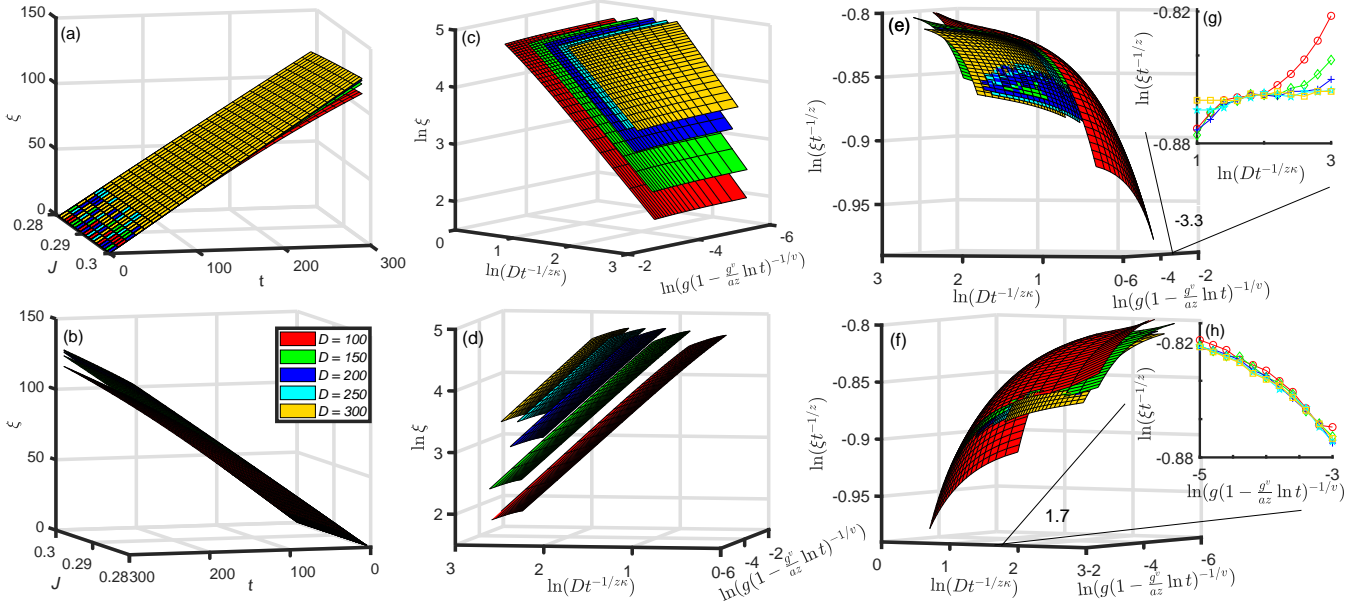 (a)
150
100
50
0
ξ
0.28
0.29
0.3
J
0
100
200
300
t
(b)
150
100
50
0
ξ
0.3
0.29
0.28
J
300
200
100
0
t
D = 100
D = 150
D = 200
D = 250
D = 300
(c)
5
4
3
2
ln ξ
0
1
2
3
ln(Dt^{-1/zκ})
-2
-4
-6
ln(g(1 − \frac{g^v}{az} ln t)^{-1/v})
(d)
5
4
3
2
ln ξ
3
2
1
0
ln(Dt^{-1/zκ})
-6
-4
-2
ln(g(1 − \frac{g^v}{az} ln t)^{-1/v})
(e)
-0.8
-0.85
-0.9
-0.95
ln(ξt^{-1/z})
3
2
1
0
ln(Dt^{-1/zκ})
-6
-4
-2
ln(g(1 − \frac{g^v}{az} ln t)^{-1/v})
-3.3
(g)
-0.82
-0.88
ln(ξt^{-1/z})
1
3
ln(Dt^{-1/zκ})
(f)
-0.8
-0.85
-0.9
-0.95
ln(ξt^{-1/z})
0
1
2
3
ln(Dt^{-1/zκ})
-2
-4
-6
ln(g(1 − \frac{g^v}{az} ln t)^{-1/v})
1.7
(h)
-0.82
-0.88
ln(ξt^{-1/z})
-5
-3
ln(g(1 − \frac{g^v}{az} ln t)^{-1/v})